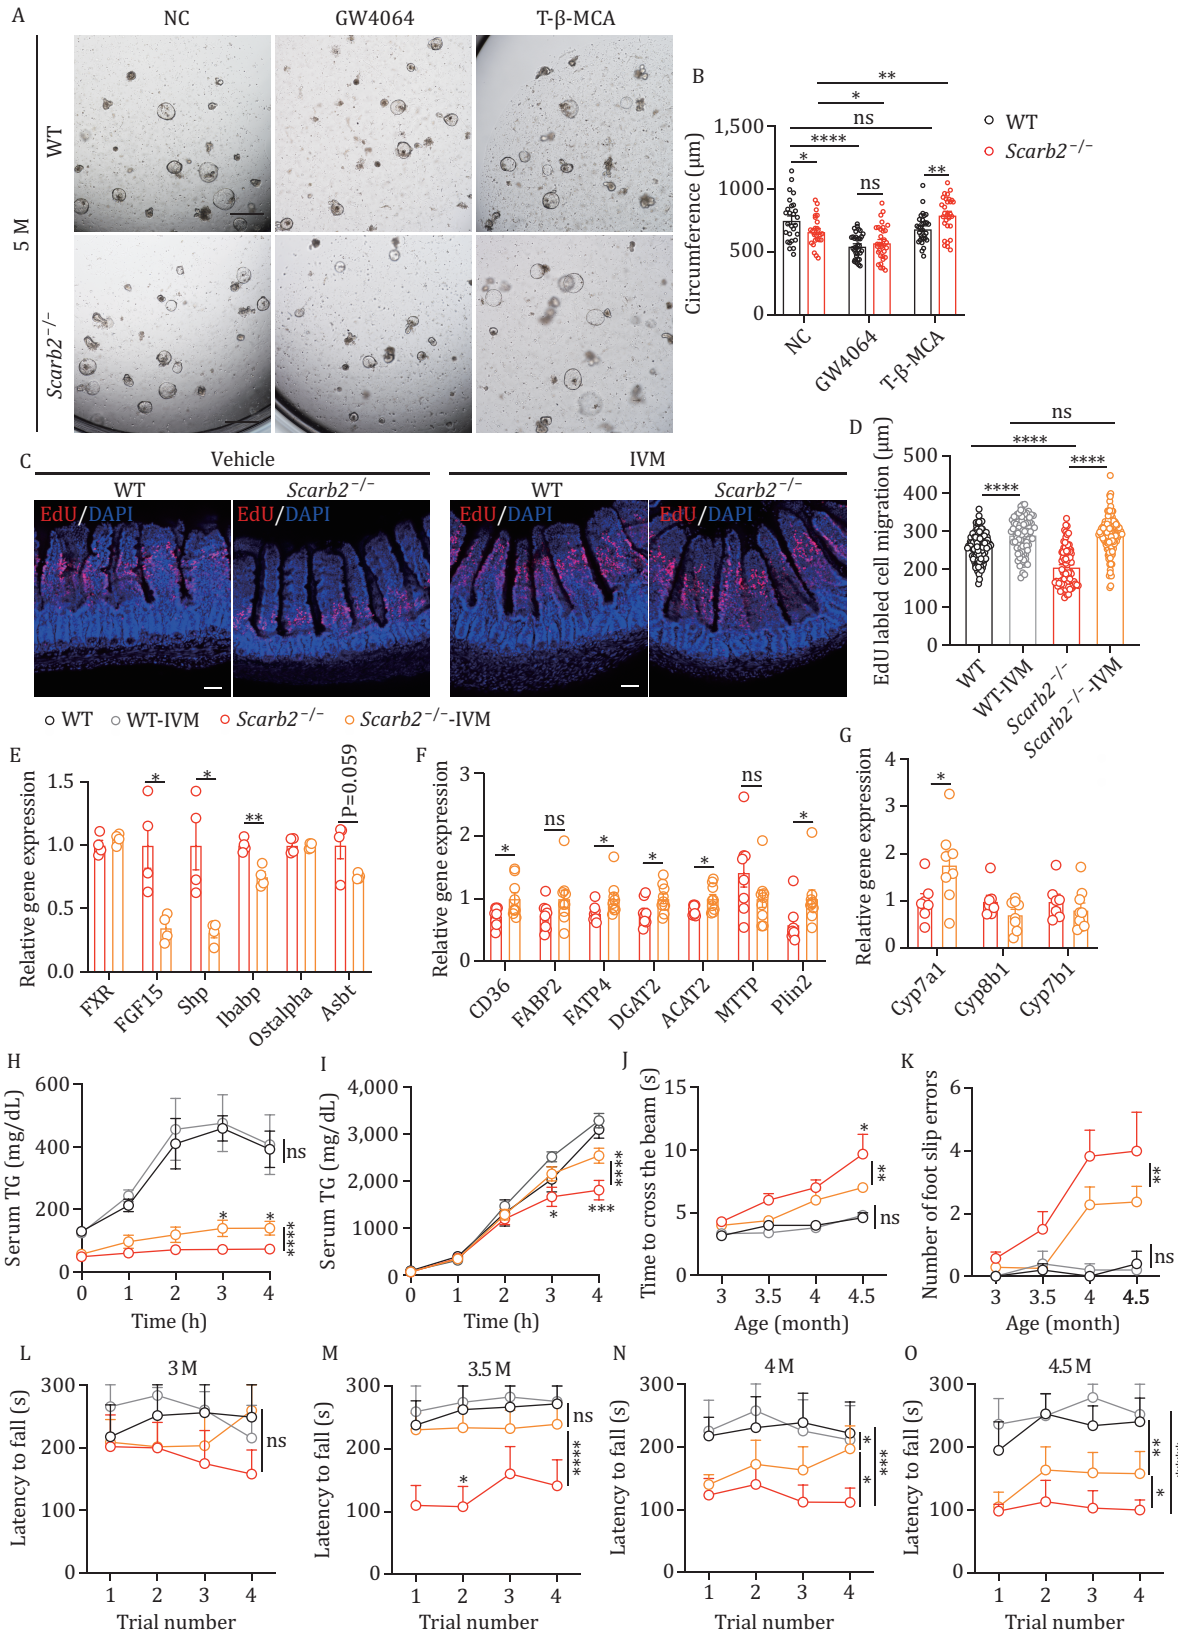 A
NC
GW4064
T-β-MCA
5 M
WT
Scarb2−/−
B
Circumference (μm)
1,500
1000
500
0
**
*
ns
****
*
ns
**
NC
GW4064
T-β-MCA
WT
Scarb2−/−
C
Vehicle
IVM
WT
Scarb2−/−
WT
Scarb2−/−
EdU/DAPI
EdU/DAPI
EdU/DAPI
EdU/DAPI
D
EdU labled cell migration (μm)
500
400
300
200
100
0
ns
****
****
****
WT
WT-IVM
Scarb2−/−
Scarb2−/−-IVM
WT
WT-IVM
Scarb2−/−
Scarb2−/−-IVM
E
Relative gene expression
1.5
1.0
0.5
0.0
*
*
**
P=0.059
FXR
FGF15
Shp
Ibabp
Ostalpha
Asbt
F
Relative gene expression
3
2
1
0
*
ns
*
*
*
ns
*
CD36
FABP2
FATP4
DGAT2
ACAT2
MTTP
Plin2
G
Relative gene expression
4
3
2
1
0
*
Cyp7a1
Cyp8b1
Cyp7b1
H
Serum TG (mg/dL)
600
400
200
0
0 1 2 3 4
Time (h)
ns
* *
****
I
Serum TG (mg/dL)
4,000
3,000
2,000
1000
0
0 1 2 3 4
Time (h)
* ***
****
J
Time to cross the beam (s)
15
10
5
0
3 3.5 4 4.5
Age (month)
*
**
ns
K
Number of foot slip errors
6
4
2
0
3 3.5 4 4.5
Age (month)
**
ns
L
3 M
Latency to fall (s)
300
200
100
0
1 2 3 4
Trial number
ns
M
3.5 M
Latency to fall (s)
300
200
100
0
1 2 3 4
Trial number
*
ns
****
N
4 M
Latency to fall (s)
300
200
100
0
1 2 3 4
Trial number
*
*
***
O
4.5 M
Latency to fall (s)
300
200
100
0
1 2 3 4
Trial number
**
*